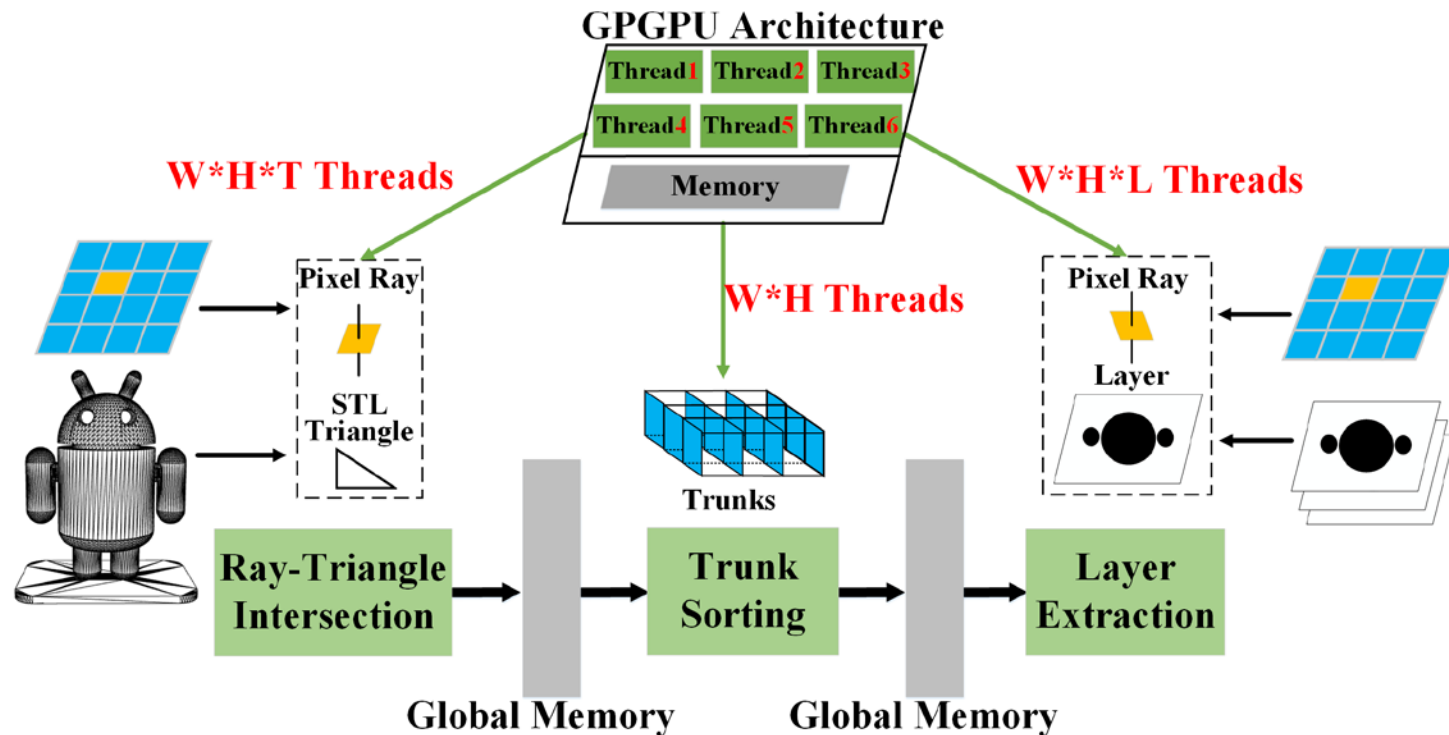 GPGPU Architecture
Thread1 Thread2 Thread3
Thread4 Thread5 Thread6
Memory
W*H*T Threads
W*H*L Threads
W*H Threads
Pixel Ray
STL
Triangle
Trunks
Pixel Ray
Layer
Ray-Triangle
Intersection
Trunk
Sorting
Layer
Extraction
Global Memory
Global Memory